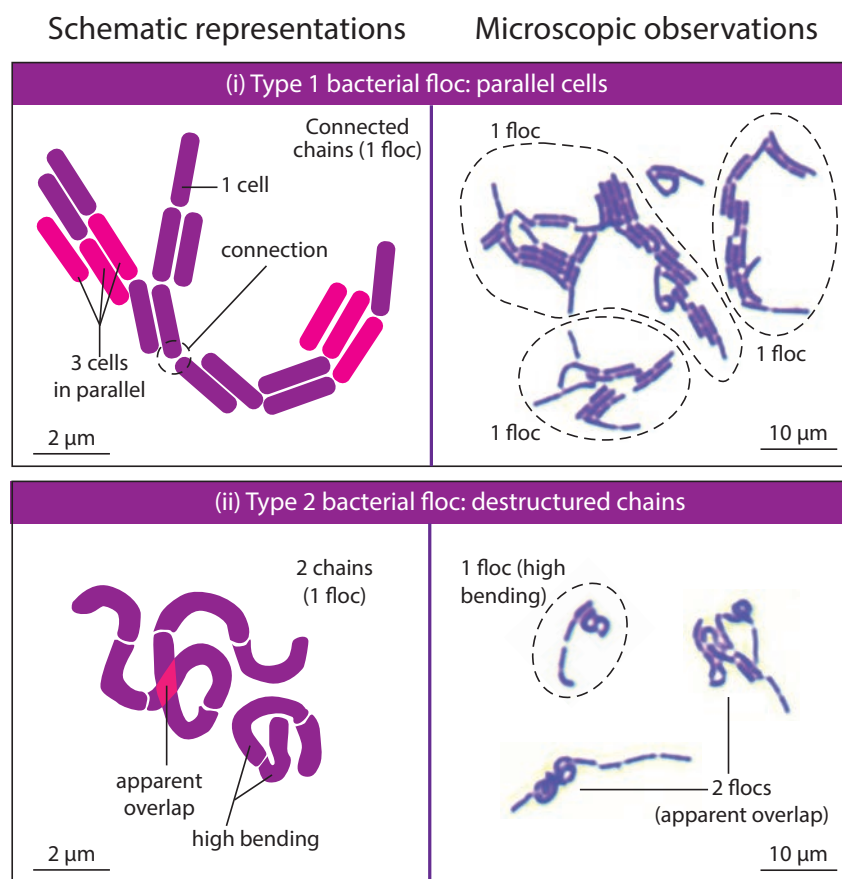 Schematic representations
Microscopic observations
(i) Type 1 bacterial floc: parallel cells
Connected
chains (1 floc)
1 cell
connection
3 cells
in parallel
2 µm
1 floc
1 floc
1 floc
10 µm
(ii) Type 2 bacterial floc: destructured chains
2 chains
(1 floc)
apparent
overlap
high bending
2 µm
1 floc (high
bending)
2 flocs
(apparent overlap)
10 µm